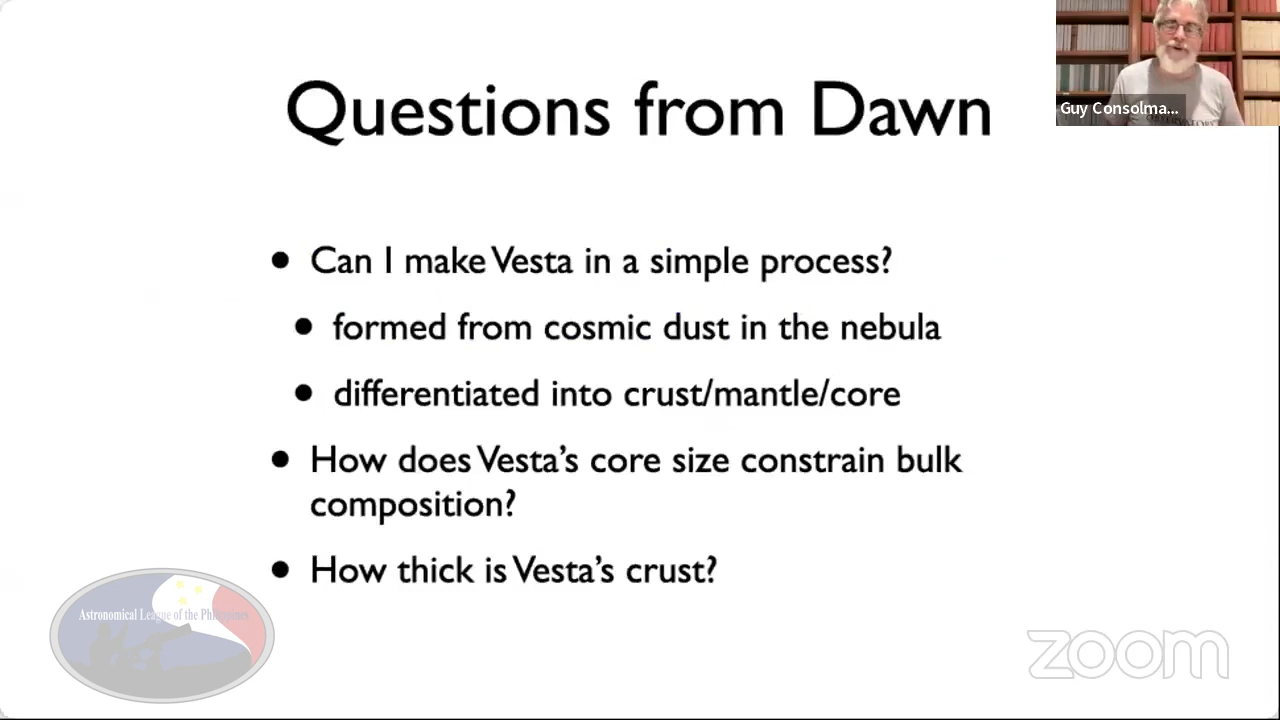 Questions from Dawn
Guy Consolma...
• Can I make Vesta in a simple process?
• formed from cosmic dust in the nebula
• differentiated into crust/mantle/core
• How does Vesta's core size constrain bulk
composition?
• How thick is Vesta's crust?
Astronomical League of the Philippines
zoom